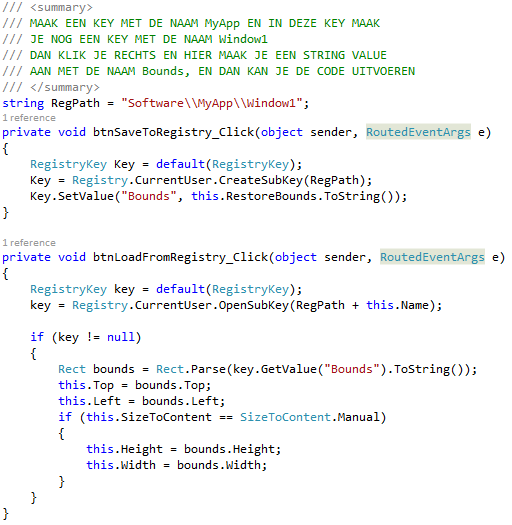 /// <summary>
/// MAAK EEN KEY MET DE NAAM MyApp EN IN DEZE KEY MAAK
/// JE NOG EEN KEY MET DE NAAM Window1
/// DAN KLIK JE RECHTS EN HIER MAAK JE EEN STRING VALUE
/// AAN MET DE NAAM Bounds, EN DAN KAN JE DE CODE UITVOEREN
/// </summary>
string RegPath = "Software\\MyApp\\Window1";
1 reference
private void btnSaveToRegistry_Click(object sender, RoutedEventArgs e)
{
    RegistryKey Key = default(RegistryKey);
    Key = Registry.CurrentUser.CreateSubKey(RegPath);
    Key.SetValue("Bounds", this.RestoreBounds.ToString());
}
1 reference
private void btnLoadFromRegistry_Click(object sender, RoutedEventArgs e)
{
    RegistryKey key = default(RegistryKey);
    key = Registry.CurrentUser.OpenSubKey(RegPath + this.Name);
    if (key != null)
    {
        Rect bounds = Rect.Parse(key.GetValue("Bounds").ToString());
        this.Top = bounds.Top;
        this.Left = bounds.Left;
        if (this.SizeToContent == SizeToContent.Manual)
        {
            this.Height = bounds.Height;
            this.Width = bounds.Width;
        }
    }
}